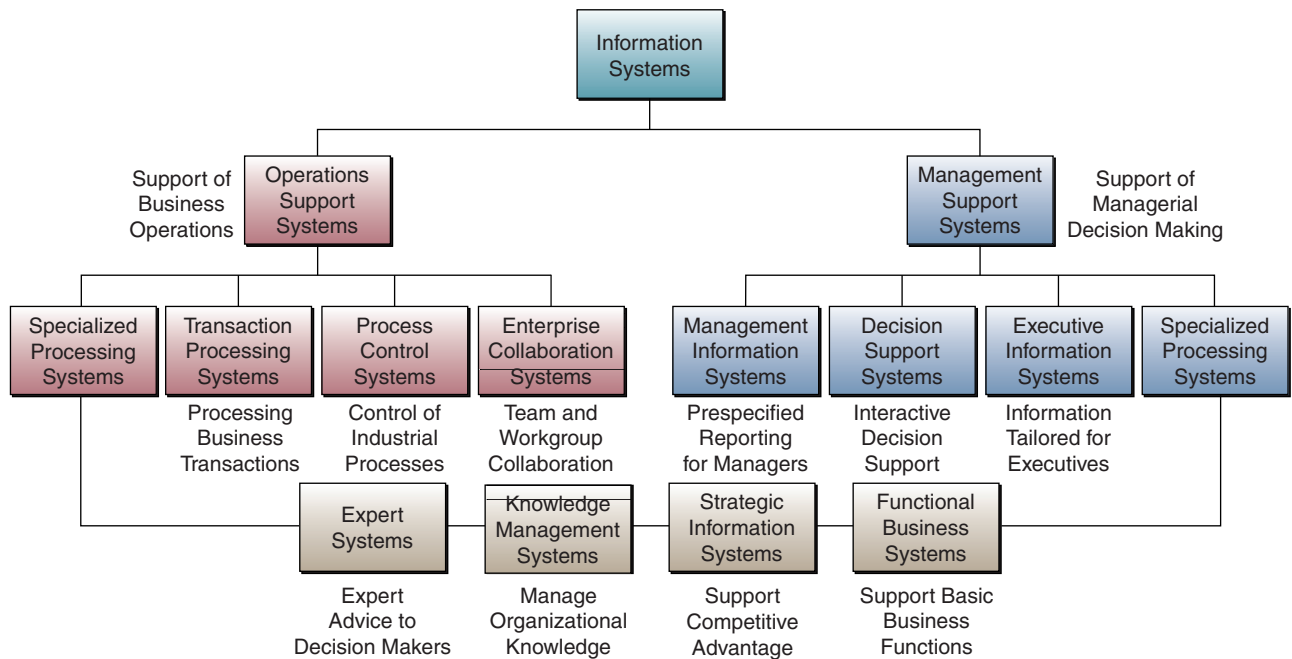 Information
Systems
Support of
Business
Operations
Operations
Support
Systems
Management
Support
Systems
Support of
Managerial
Decision Making
Specialized
Processing
Systems
Transaction
Processing
Systems
Process
Control
Systems
Enterprise
Collaboration
Systems
Management
Information
Systems
Decision
Support
Systems
Executive
Information
Systems
Specialized
Processing
Systems
Processing
Business
Transactions
Control of
Industrial
Processes
Team and
Workgroup
Collaboration
Prespecified
Reporting
for Managers
Interactive
Decision
Support
Information
Tailored for
Executives
Expert
Systems
Knowledge
Management
Systems
Strategic
Information
Systems
Functional
Business
Systems
Expert
Advice to
Decision Makers
Manage
Organizational
Knowledge
Support
Competitive
Advantage
Support Basic
Business
Functions